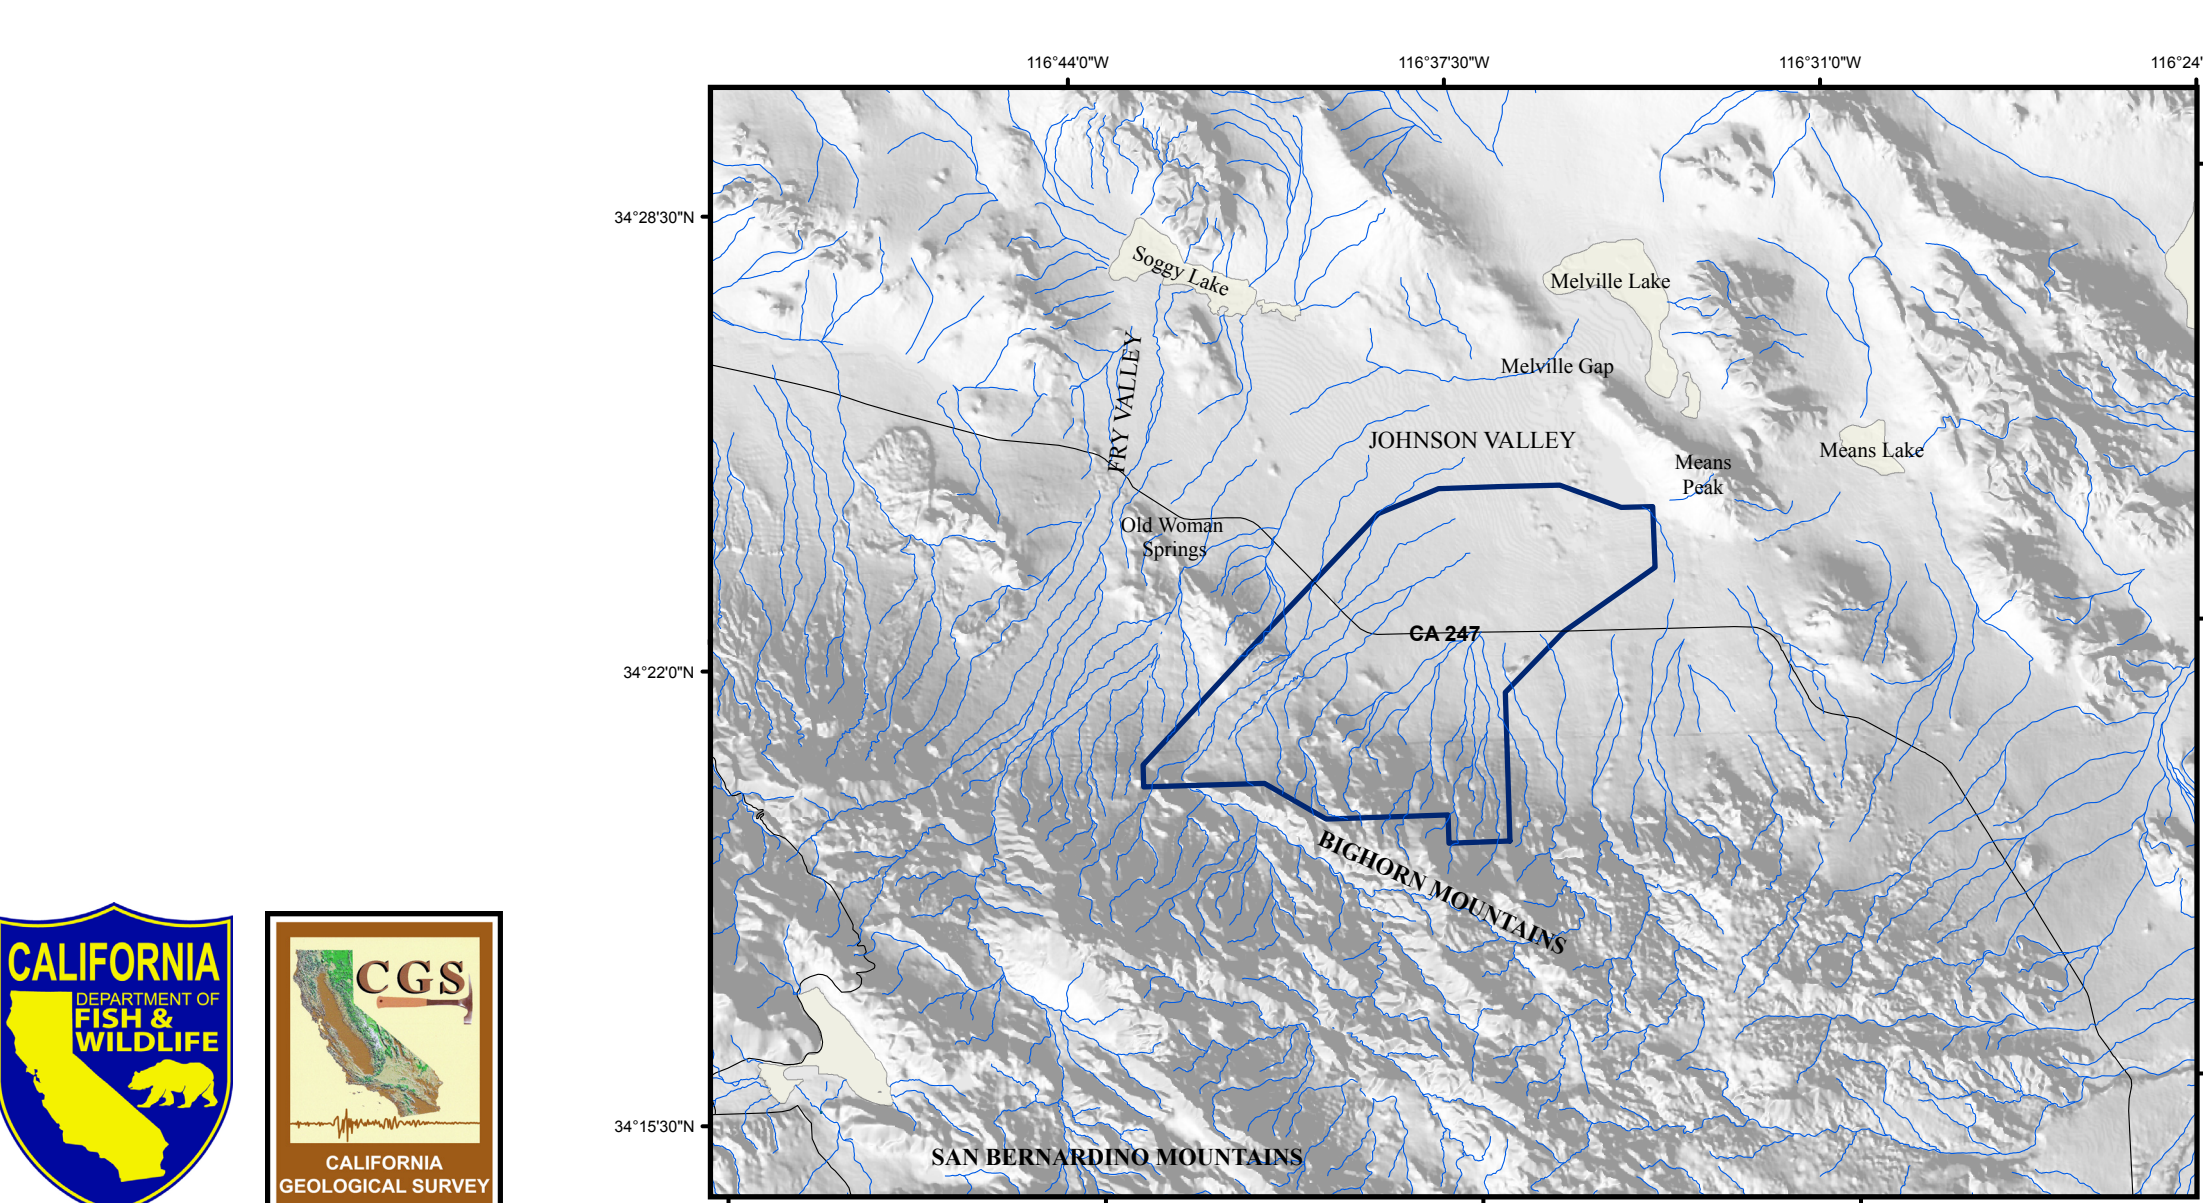 116°44'0"W
116°37'30"W
116°31'0"W
116°24'
34°28'30"N
Soggy Lake
Melville Lake
FRY VALLEY
Melville Gap
JOHNSON VALLEY
Means
Peak
Means Lake
Old Woman
Springs
CA 247
34°22'0"N
BIGHORN MOUNTAINS
34°15'30"N
SAN BERNARDINO MOUNTAINS
CALIFORNIA
DEPARTMENT OF
FISH &
WILDLIFE
CGS
CALIFORNIA
GEOLOGICAL SURVEY